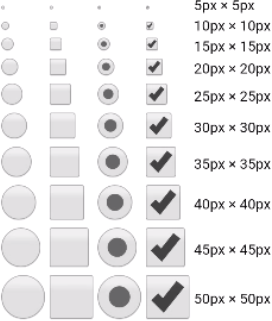 5px × 5px
10px × 10px
15px × 15px
20px × 20px
25px × 25px
30px × 30px
35px × 35px
40px × 40px
45px × 45px
50px × 50px